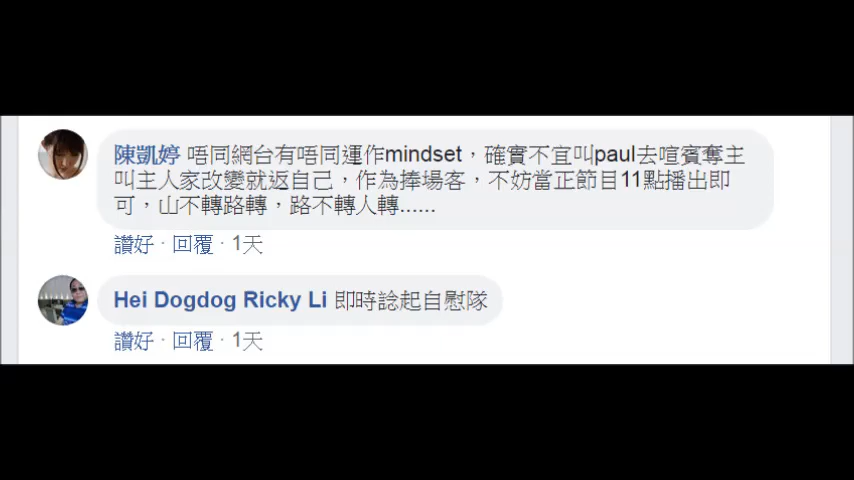 陳凱婷 唔同網台有唔同運作mindset，確實不宜叫paul去喧賓奪主
叫主人家改變就返自己，作為捧場客，不妨當正節目11點播出即
可，山不轉路轉，路不轉人轉......
讚好 · 回覆 · 1天
Hei Dogdog Ricky Li 即時諗起自慰隊
讚好 · 回覆 · 1天